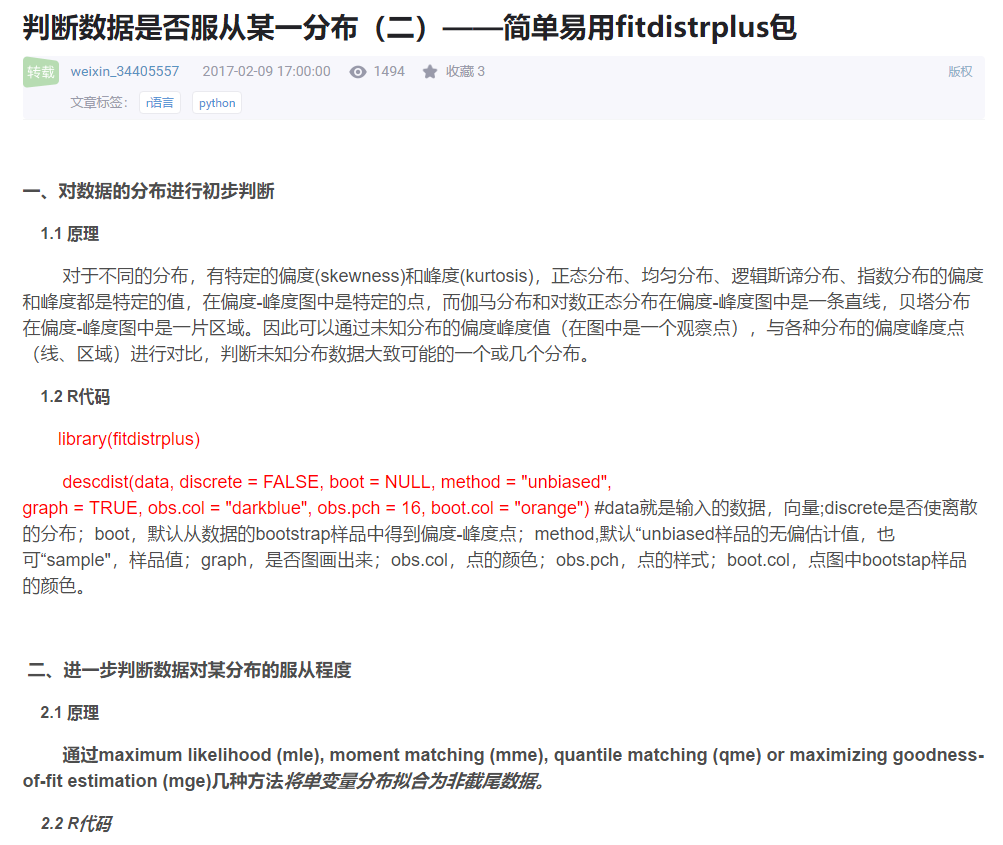 判断数据是否服从某一分布（二）——简单易用fitdistrplus包
转载 weixin_34405557 2017-02-09 17:00:00 1494 收藏 3 版权
文章标签： r语言 python
一、对数据的分布进行初步判断
1.1 原理
对于不同的分布，有特定的偏度(skewness)和峰度(kurtosis)，正态分布、均匀分布、逻辑斯谛分布、指数分布的偏度
和峰度都是特定的值，在偏度-峰度图中是特定的点，而伽马分布和对数正态分布在偏度-峰度图中是一条直线，贝塔分布
在偏度-峰度图中是一片区域。因此可以通过未知分布的偏度峰度值（在图中是一个观察点），与各种分布的偏度峰度点
（线、区域）进行对比，判断未知分布数据大致可能的一个或几个分布。
1.2 R代码
library(fitdistrplus)
descdist(data, discrete = FALSE, boot = NULL, method = "unbiased",
graph = TRUE, obs.col = "darkblue", obs.pch = 16, boot.col = "orange") #data就是输入的数据，向量;discrete是否使离散
的分布；boot，默认从数据的bootstrap样品中得到偏度-峰度点；method,默认“unbiased样品的无偏估计值，也
可“sample"，样品值；graph，是否图画出来；obs.col，点的颜色；obs.pch，点的样式；boot.col，点图中bootstap样品
的颜色。
二、进一步判断数据对某分布的服从程度
2.1 原理
通过maximum likelihood (mle), moment matching (mme), quantile matching (qme) or maximizing goodness-
of-fit estimation (mge)几种方法将单变量分布拟合为非截尾数据。
2.2 R代码